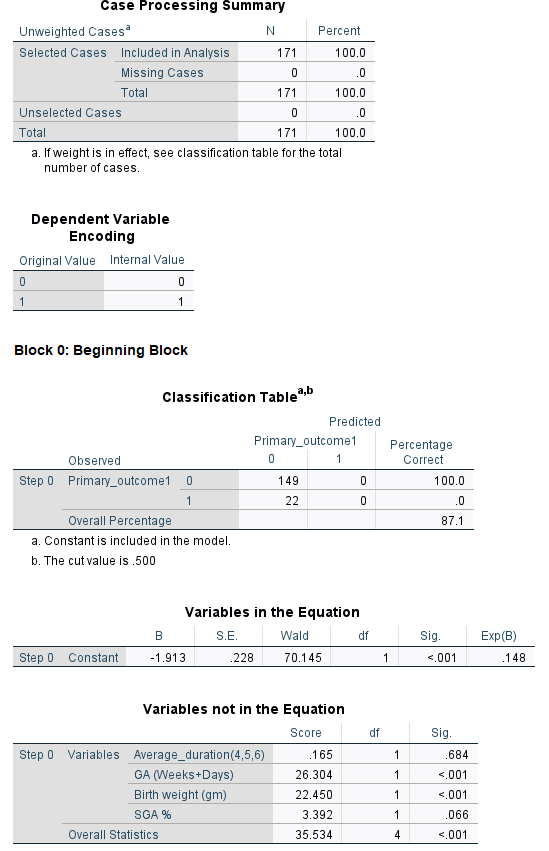 Case Processing Summary
Unweighted Casesᵃ N Percent
Selected Cases Included in Analysis 171 100.0
Missing Cases 0 .0
Total 171 100.0
Unselected Cases 0 .0
Total 171 100.0
a. If weight is in effect, see classification table for the total
number of cases.
Dependent Variable
Encoding
Original Value Internal Value
0 0
1 1
Block 0: Beginning Block
Classification Tableᵃ,ᵇ
Predicted
Primary_outcome1 Percentage
Observed 0 1 Correct
Step 0 Primary_outcome1 0 149 0 100.0
1 22 0 .0
Overall Percentage 87.1
a. Constant is included in the model.
b. The cut value is .500
Variables in the Equation
B S.E. Wald df Sig. Exp(B)
Step 0 Constant -1.913 .228 70.145 1 <.001 .148
Variables not in the Equation
Score df Sig.
Step 0 Variables Average_duration(4,5,6) .165 1 .684
GA (Weeks+Days) 26.304 1 <.001
Birth weight (gm) 22.450 1 <.001
SGA % 3.392 1 .066
Overall Statistics 35.534 4 <.001